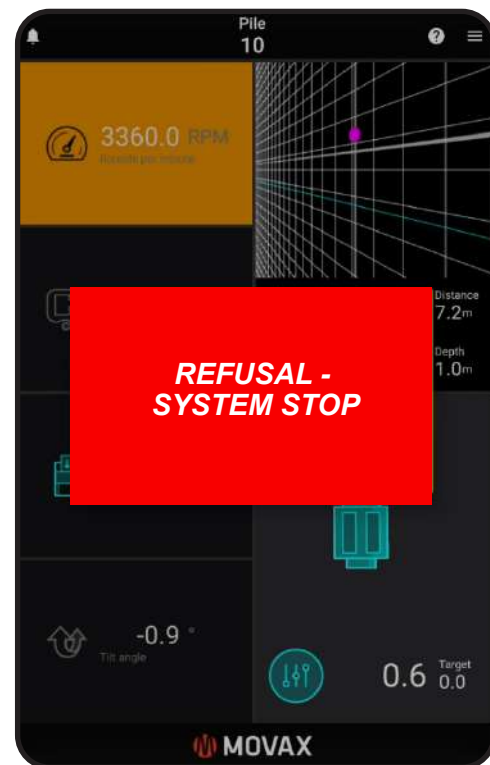 Pile
10
3360.0 RPM
Distance
7.2m
Depth
1.0m
REFUSAL -
SYSTEM STOP
-0.9 °
Tilt angle
0.6
Target
0.0
MOVAX